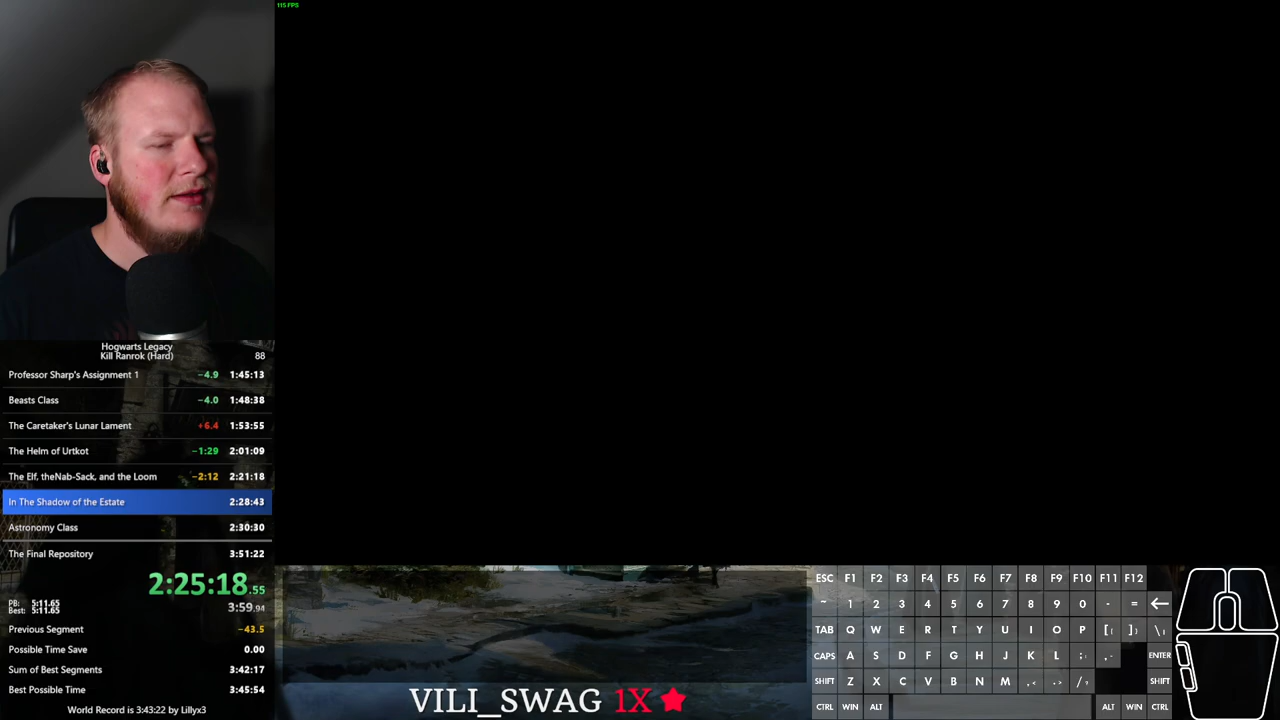 115 FPS
Hogwarts Legacy
Kill Ranrok (Hard) 88
Professor Sharp's Assignment 1 −4.9 1:45:13
Beasts Class −4.0 1:48:38
The Caretaker's Lunar Lament +6.4 1:53:55
The Helm of Urtkot −1:29 2:01:09
The Elf, theNab-Sack, and the Loom −2:12 2:21:18
In The Shadow of the Estate 2:28:43
Astronomy Class 2:30:30
The Final Repository 3:51:22
2:25:18.55
PB: 5:11.65
Best: 5:11.65 3:59.94
Previous Segment −43.5
Possible Time Save 0.00
Sum of Best Segments 3:42:17
Best Possible Time 3:45:54
World Record is 3:43:22 by Lillyx3
VILI_SWAG 1X
ESC F1 F2 F3 F4 F5 F6 F7 F8 F9 F10 F11 F12
~ 1 2 3 4 5 6 7 8 9 0 - =
TAB Q W E R T Y U I O P [{ ]} \|
CAPS A S D F G H J K L ;: ,. ENTER
SHIFT Z X C V B N M ,< .> /? SHIFT
CTRL WIN ALT ALT WIN CTRL